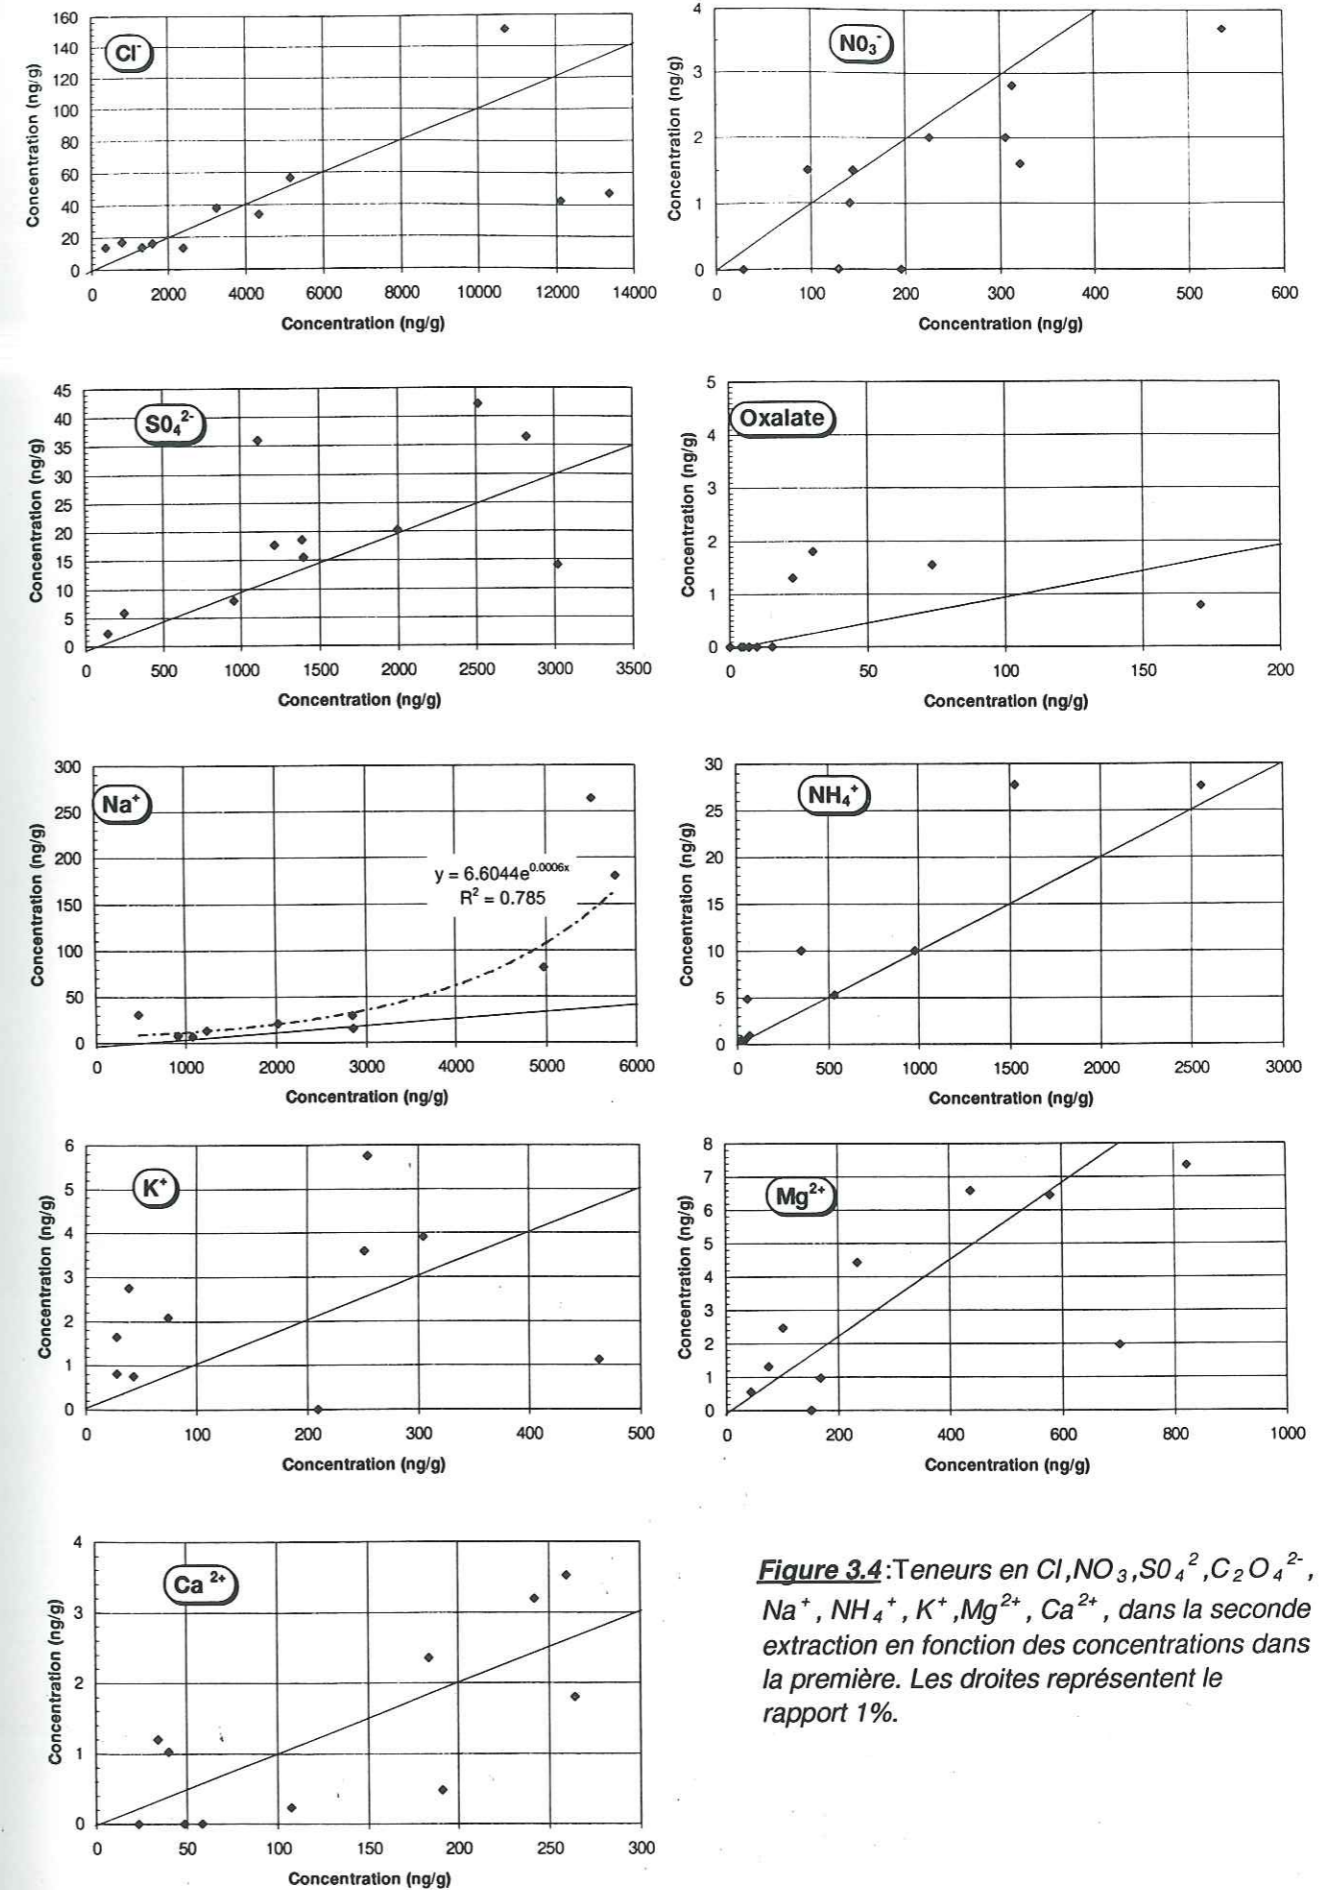 Cl-
Concentration (ng/g)
160
140
120
100
80
60
40
20
0
0 2000 4000 6000 8000 10000 12000 14000
Concentration (ng/g)
N03-
Concentration (ng/g)
4
3
2
1
0
0 100 200 300 400 500 600
Concentration (ng/g)
S04 2-
Concentration (ng/g)
45
40
35
30
25
20
15
10
5
0
0 500 1000 1500 2000 2500 3000 3500
Concentration (ng/g)
Oxalate
Concentration (ng/g)
5
4
3
2
1
0
0 50 100 150 200
Concentration (ng/g)
Na+
Concentration (ng/g)
300
250
200
150
100
50
0
y = 6.6044e0.0006x
R2 = 0.785
0 1000 2000 3000 4000 5000 6000
Concentration (ng/g)
NH4+
Concentration (ng/g)
30
25
20
15
10
5
0
0 500 1000 1500 2000 2500 3000
Concentration (ng/g)
K+
Concentration (ng/g)
6
5
4
3
2
1
0
0 100 200 300 400 500
Concentration (ng/g)
Mg2+
Concentration (ng/g)
8
7
6
5
4
3
2
1
0
0 200 400 600 800 1000
Concentration (ng/g)
Ca 2+
Concentration (ng/g)
4
3
2
1
0
0 50 100 150 200 250 300
Concentration (ng/g)
Figure 3.4:Teneurs en Cl,NO3,S04 2,C2O4 2-,
Na+, NH4+, K+,Mg2+, Ca2+, dans la seconde
extraction en fonction des concentrations dans
la première. Les droites représentent le
rapport 1%.